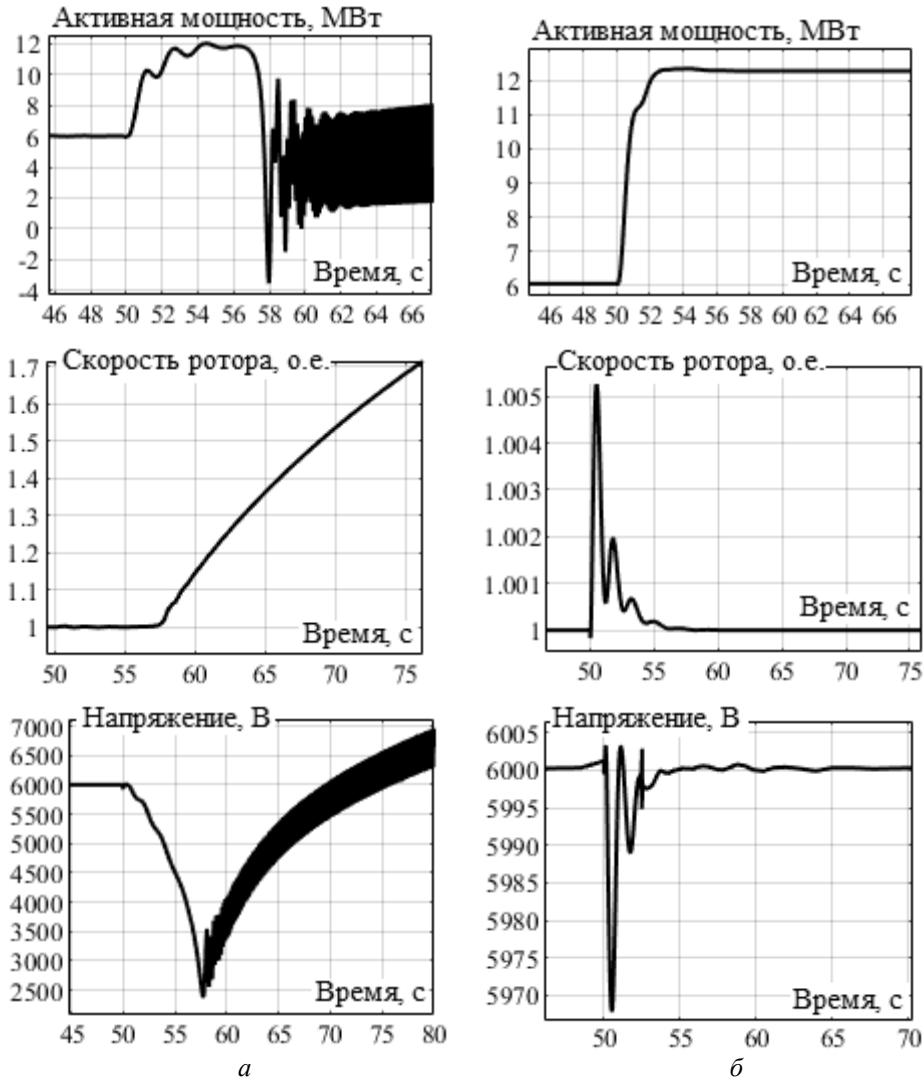 Активная мощность, МВт
12
10
8
6
4
2
0
-2
-4
Время, с
46 48 50 52 54 56 58 60 62 64 66
Активная мощность, МВт
12
11
10
9
8
7
6
Время, с
46 48 50 52 54 56 58 60 62 64 66
Скорость ротора, о.е.
1.7
1.6
1.5
1.4
1.3
1.2
1.1
1
Время, с
50 55 60 65 70 75
Скорость ротора, о.е.
1.005
1.004
1.003
1.002
1.001
1
Время, с
50 55 60 65 70 75
Напряжение, В
7000
6500
6000
5500
5000
4500
4000
3500
3000
2500
Время, с
45 50 55 60 65 70 75 80
Напряжение, В
6005
6000
5995
5990
5985
5980
5975
5970
Время, с
50 55 60 65 70
а
б